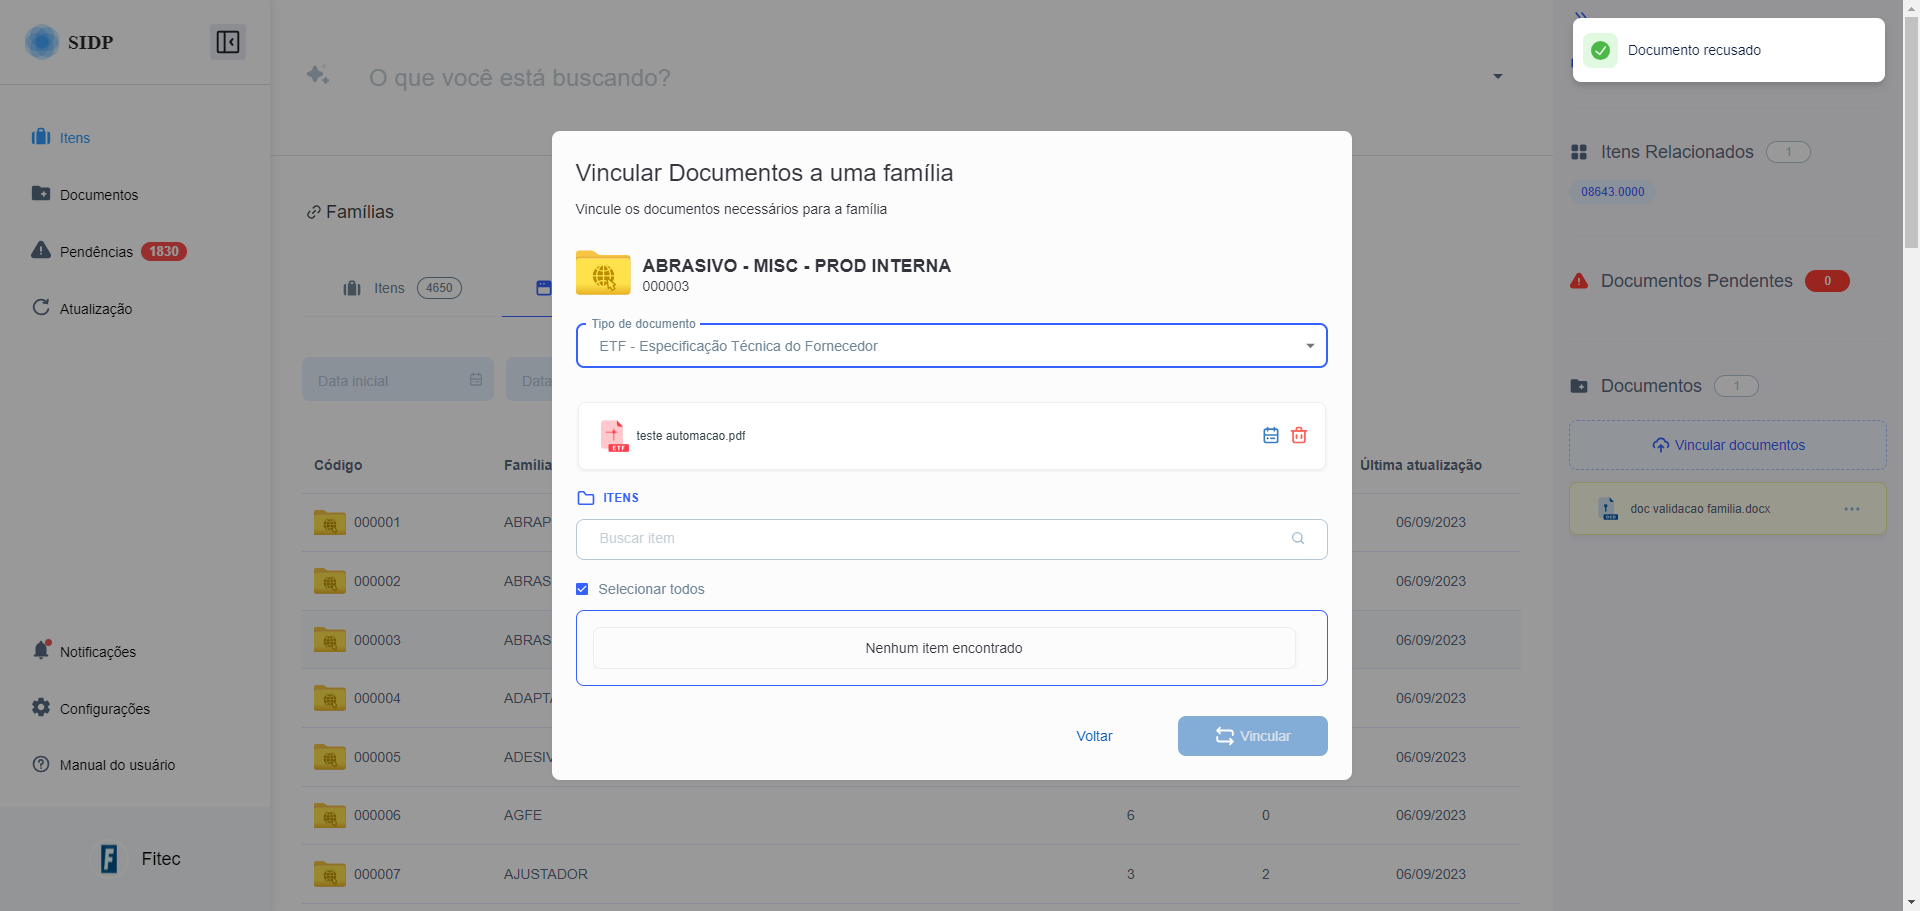 SIDP
Itens
Documentos
Pendências 1830
Atualização
Notificações
Configurações
Manual do usuário
Fitec
O que você está buscando?
Famílias
Itens 4650
Data inicial
Data
Código
Família
Última atualização
000001
ABRAP
06/09/2023
000002
ABRAS
06/09/2023
000003
ABRAS
06/09/2023
000004
ADAPTA
06/09/2023
000005
ADESIV
06/09/2023
000006
AGFE
6
0
06/09/2023
000007
AJUSTADOR
3
2
06/09/2023
Vincular Documentos a uma família
Vincule os documentos necessários para a família
ABRASIVO - MISC - PROD INTERNA
000003
Tipo de documento
ETF - Especificação Técnica do Fornecedor
ETF
teste automacao.pdf
ITENS
Buscar item
Selecionar todos
Nenhum item encontrado
Voltar
Vincular
Documento recusado
Itens Relacionados 1
08643.0000
Documentos Pendentes 0
Documentos 1
Vincular documentos
doc validacao familia.docx